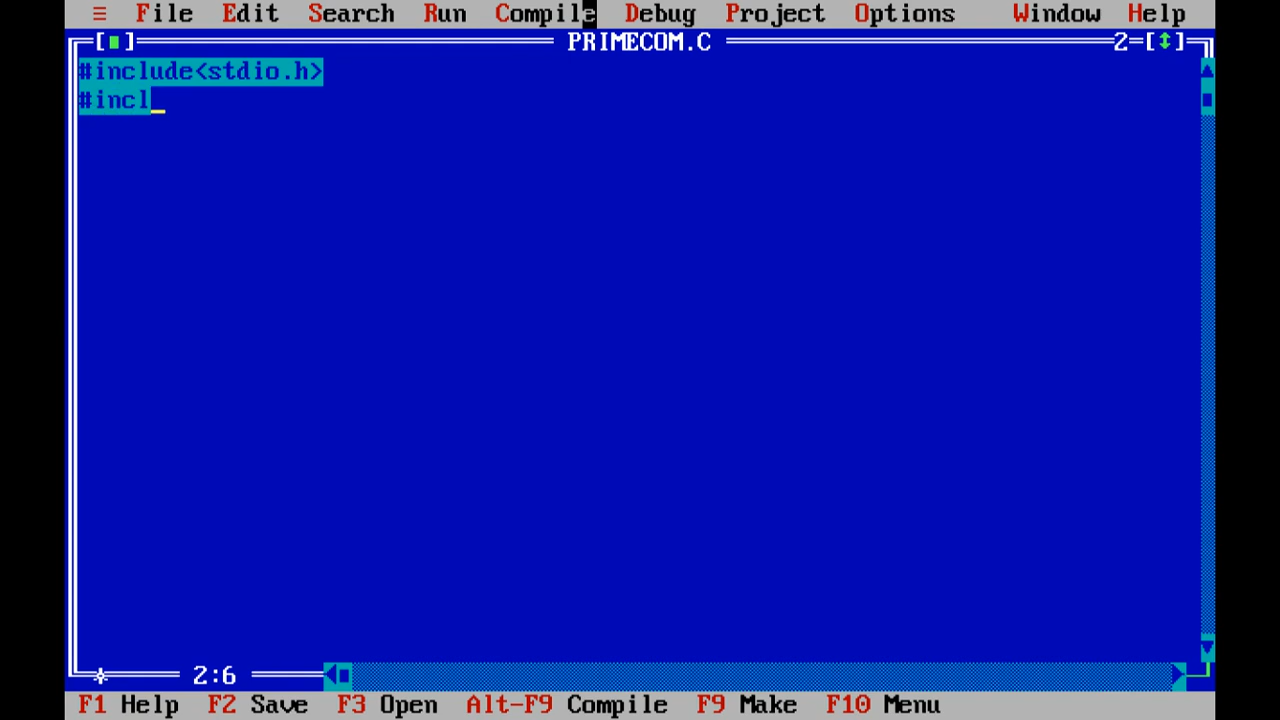 ≡ File Edit Search Run Compile Debug Project Options Window Help
[■] PRIMECOM.C 2=[↕]
#include<stdio.h>
#incl_
2:6
F1 Help F2 Save F3 Open Alt-F9 Compile F9 Make F10 Menu